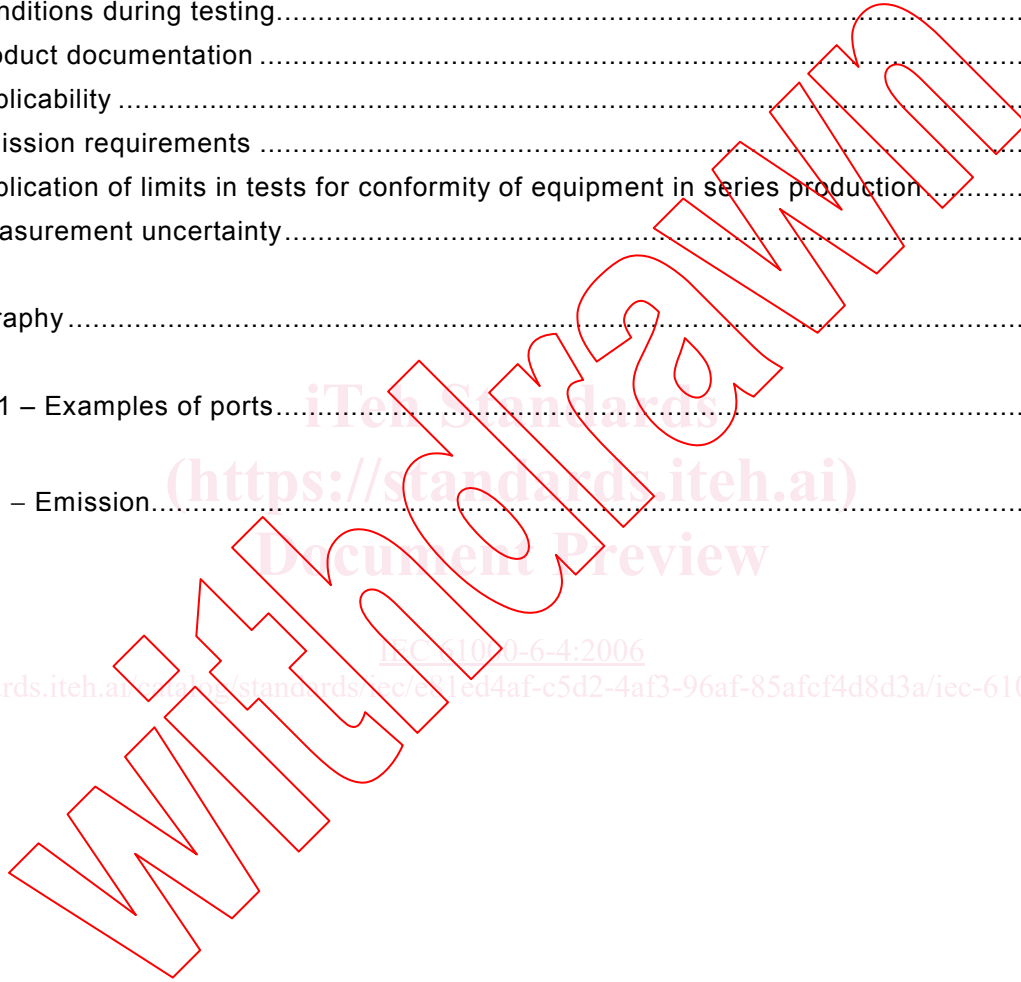 nditions during testing
oduct documentation
plicability
ission requirements
plication of limits in tests for conformity of equipment in series production
asurement uncertainty
raphy
1 – Examples of ports
iTeh Standards
(https://standards.iteh.ai)
– Emission
Document Preview
IEC 61000-6-4:2006
rds.iteh.ai/catalog/standards/iec/e81ed4af-c5d2-4af3-96af-85afcf4d8d3a/iec-610
withdrawn